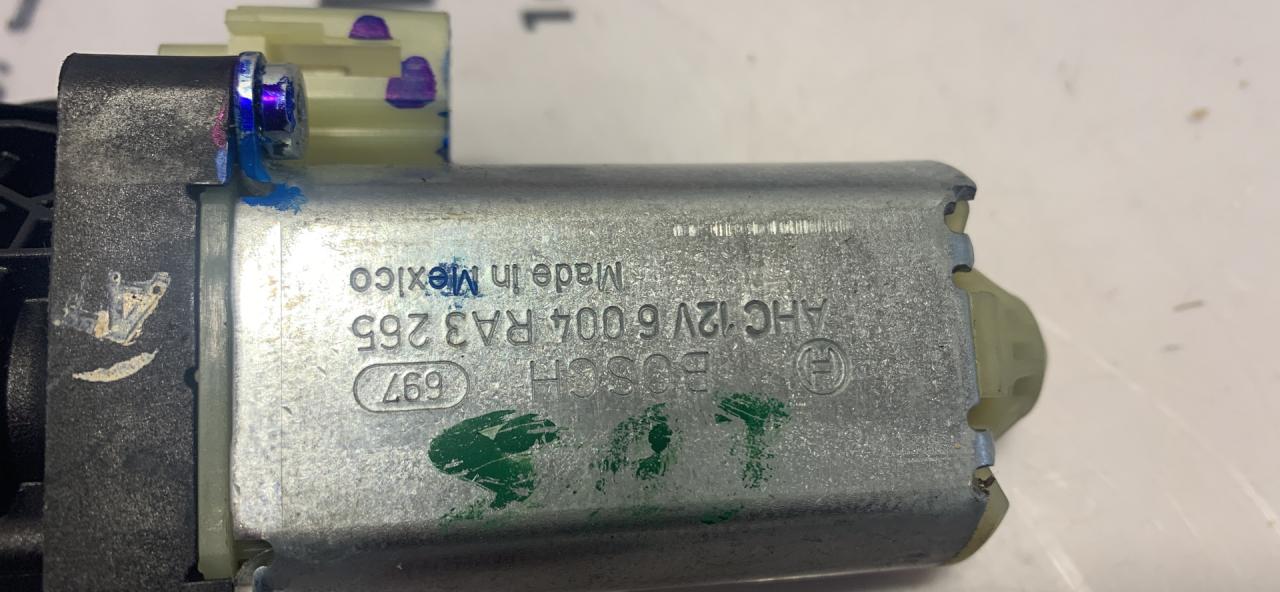 BOSCH 697
AHC 12V 6 004 RA3 265
Made in Mexico